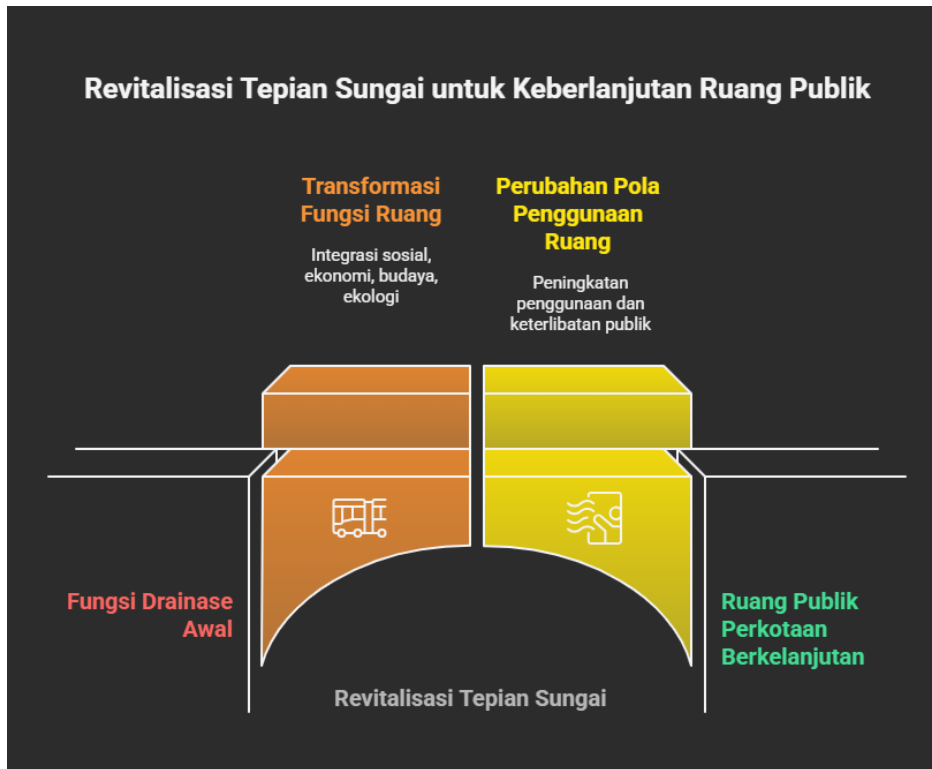 Revitalisasi Tepian Sungai untuk Keberlanjutan Ruang Publik
Transformasi
Fungsi Ruang
Integrasi sosial,
ekonomi, budaya,
ekologi
Perubahan Pola
Penggunaan
Ruang
Peningkatan
penggunaan dan
keterlibatan publik
Fungsi Drainase
Awal
Ruang Publik
Perkotaan
Berkelanjutan
Revitalisasi Tepian Sungai